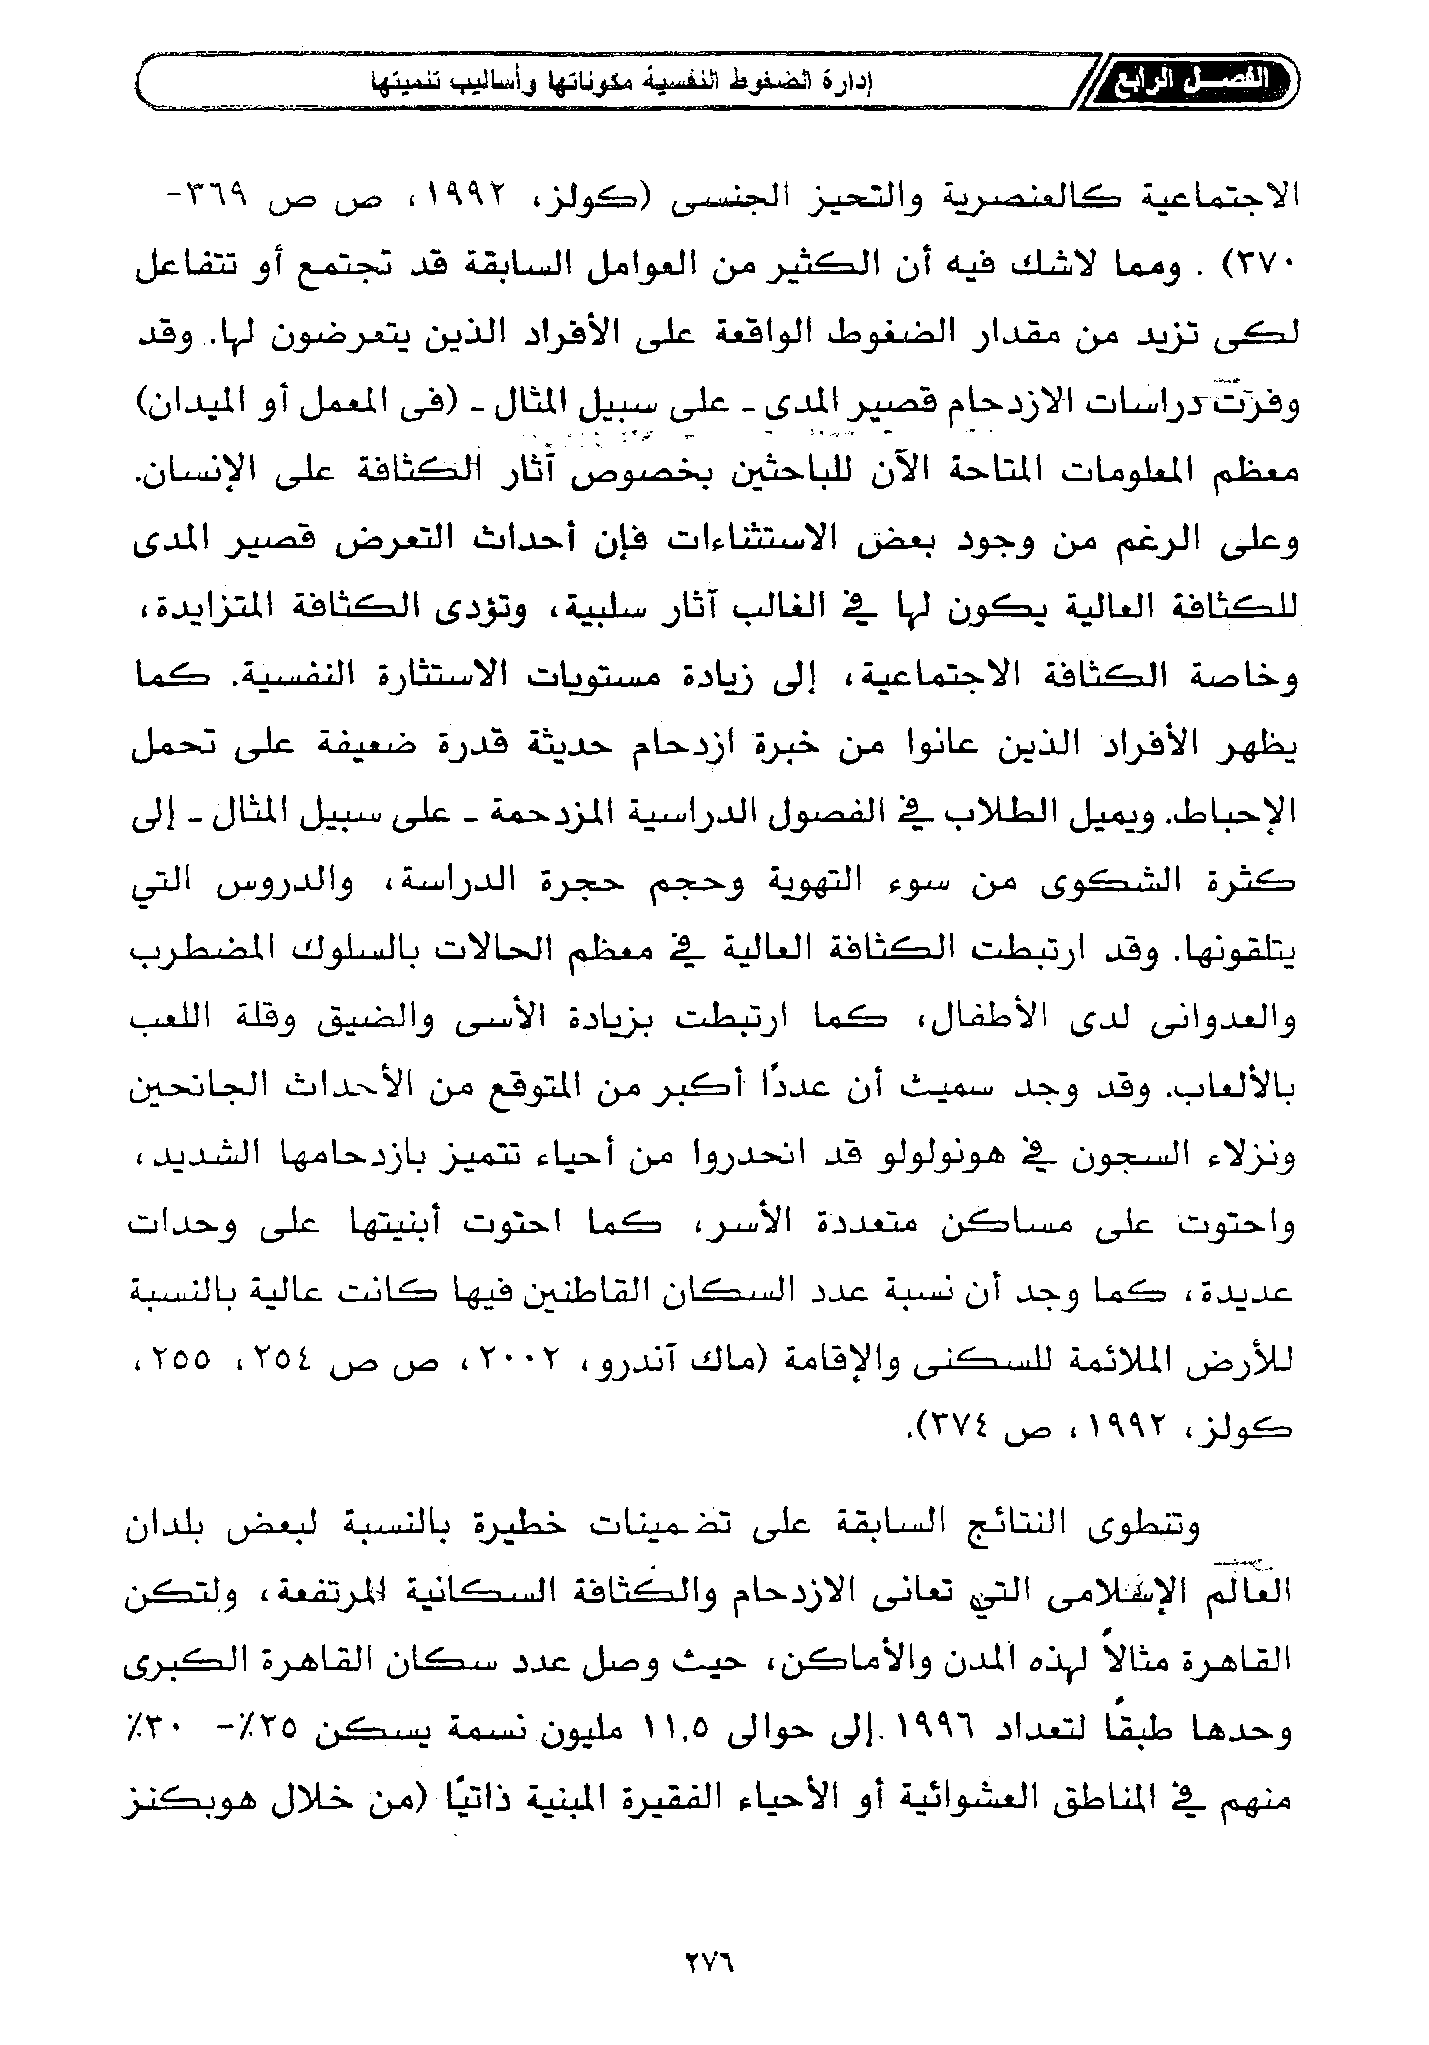 الفصل الرابع
إدارة الضغوط النفسية مكوناتها وأساليب تنميتها
الاجتماعية كالعنصرية والتحيز الجنسى (كولز، ١٩٩٢، ص ص ٣٦٩-
٣٧٠) . ومما لاشك فيه أن الكثير من العوامل السابقة قد تجتمع أو تتفاعل
لكى تزيد من مقدار الضغوط الواقعة على الأفراد الذين يتعرضون لها. وقد
وفرت دراسات الازدحام قصير المدى - على سبيل المثال - (فى المعمل أو الميدان)
معظم المعلومات المتاحة الآن للباحثين بخصوص آثار الكثافة على الإنسان.
وعلى الرغم من وجود بعض الاستثناءات فإن أحداث التعرض قصير المدى
للكثافة العالية يكون لها في الغالب آثار سلبية، وتؤدى الكثافة المتزايدة،
وخاصة الكثافة الاجتماعية، إلى زيادة مستويات الاستثارة النفسية. كما
يظهر الأفراد الذين عانوا من خبرة ازدحام حديثة قدرة ضعيفة على تحمل
الإحباط. ويميل الطلاب في الفصول الدراسية المزدحمة - على سبيل المثال - إلى
كثرة الشكوى من سوء التهوية وحجم حجرة الدراسة، والدروس التي
يتلقونها. وقد ارتبطت الكثافة العالية في معظم الحالات بالسلوك المضطرب
والعدوانى لدى الأطفال، كما ارتبطت بزيادة الأسى والضيق وقلة اللعب
بالألعاب. وقد وجد سميث أن عددًا أكبر من المتوقع من الأحداث الجانحين
ونزلاء السجون في هونولولو قد انحدروا من أحياء تتميز بازدحامها الشديد،
واحتوت على مساكن متعددة الأسر، كما احتوت أبنيتها على وحدات
عديدة، كما وجد أن نسبة عدد السكان القاطنين فيها كانت عالية بالنسبة
للأرض الملائمة للسكنى والإقامة (ماك آندرو، ٢٠٠٢، ص ص ٢٥٤، ٢٥٥،
كولز، ١٩٩٢، ص ٣٧٤).
وتنطوى النتائج السابقة على تضمينات خطيرة بالنسبة لبعض بلدان
العالم الإسلامى التي تعانى الازدحام والكثافة السكانية المرتفعة، ولتكن
القاهرة مثالاً لهذه المدن والأماكن، حيث وصل عدد سكان القاهرة الكبرى
وحدها طبقًا لتعداد ١٩٩٦ إلى حوالى ١١,٥ مليون نسمة يسكن ٢٥٪- ٣٠٪
منهم في المناطق العشوائية أو الأحياء الفقيرة المبنية ذاتيًا (من خلال هوبكنز
٢٧٦